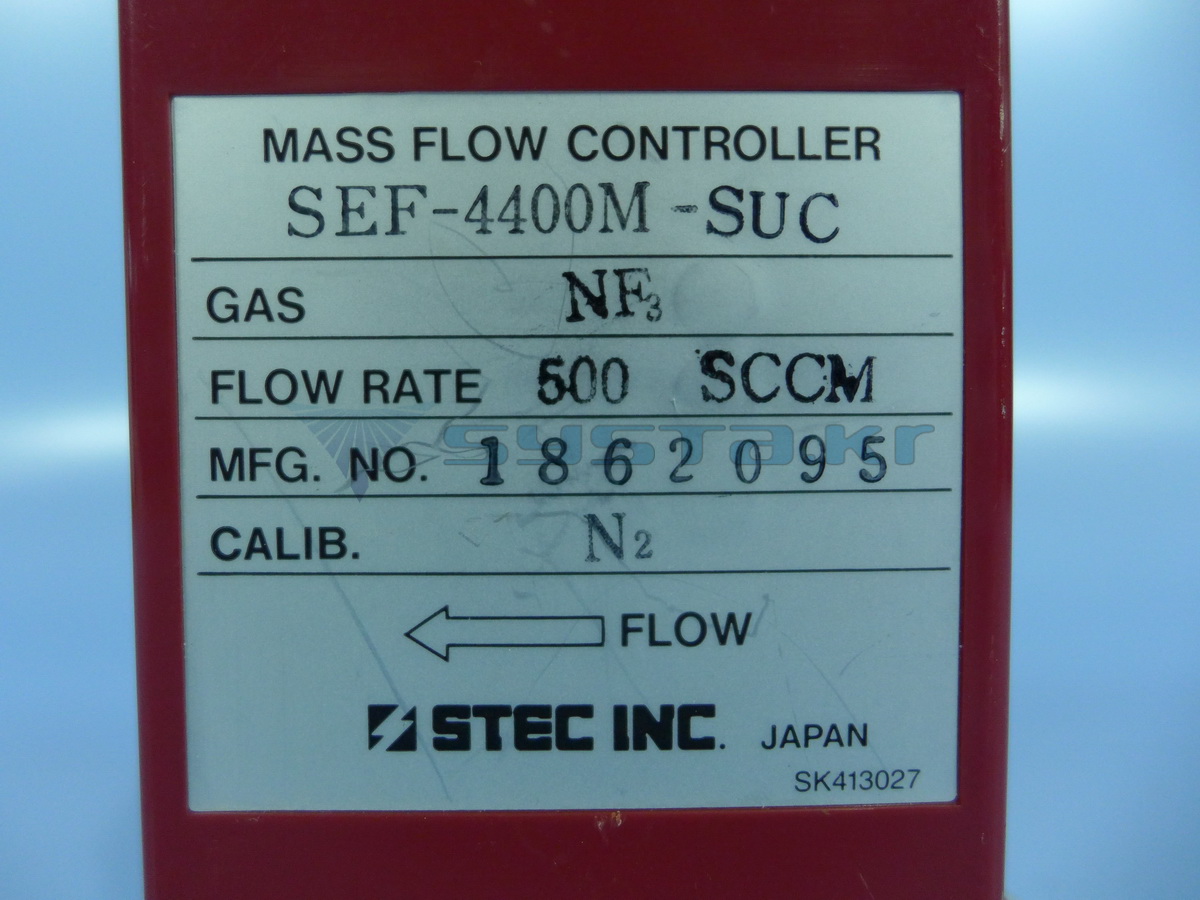 MASS FLOW CONTROLLER
SEF-4400M-SUC
GAS NF₃
FLOW RATE 500 SCCM
systakr
MFG. NO. 1862095
CALIB. N₂
FLOW
STEC INC. JAPAN
SK413027